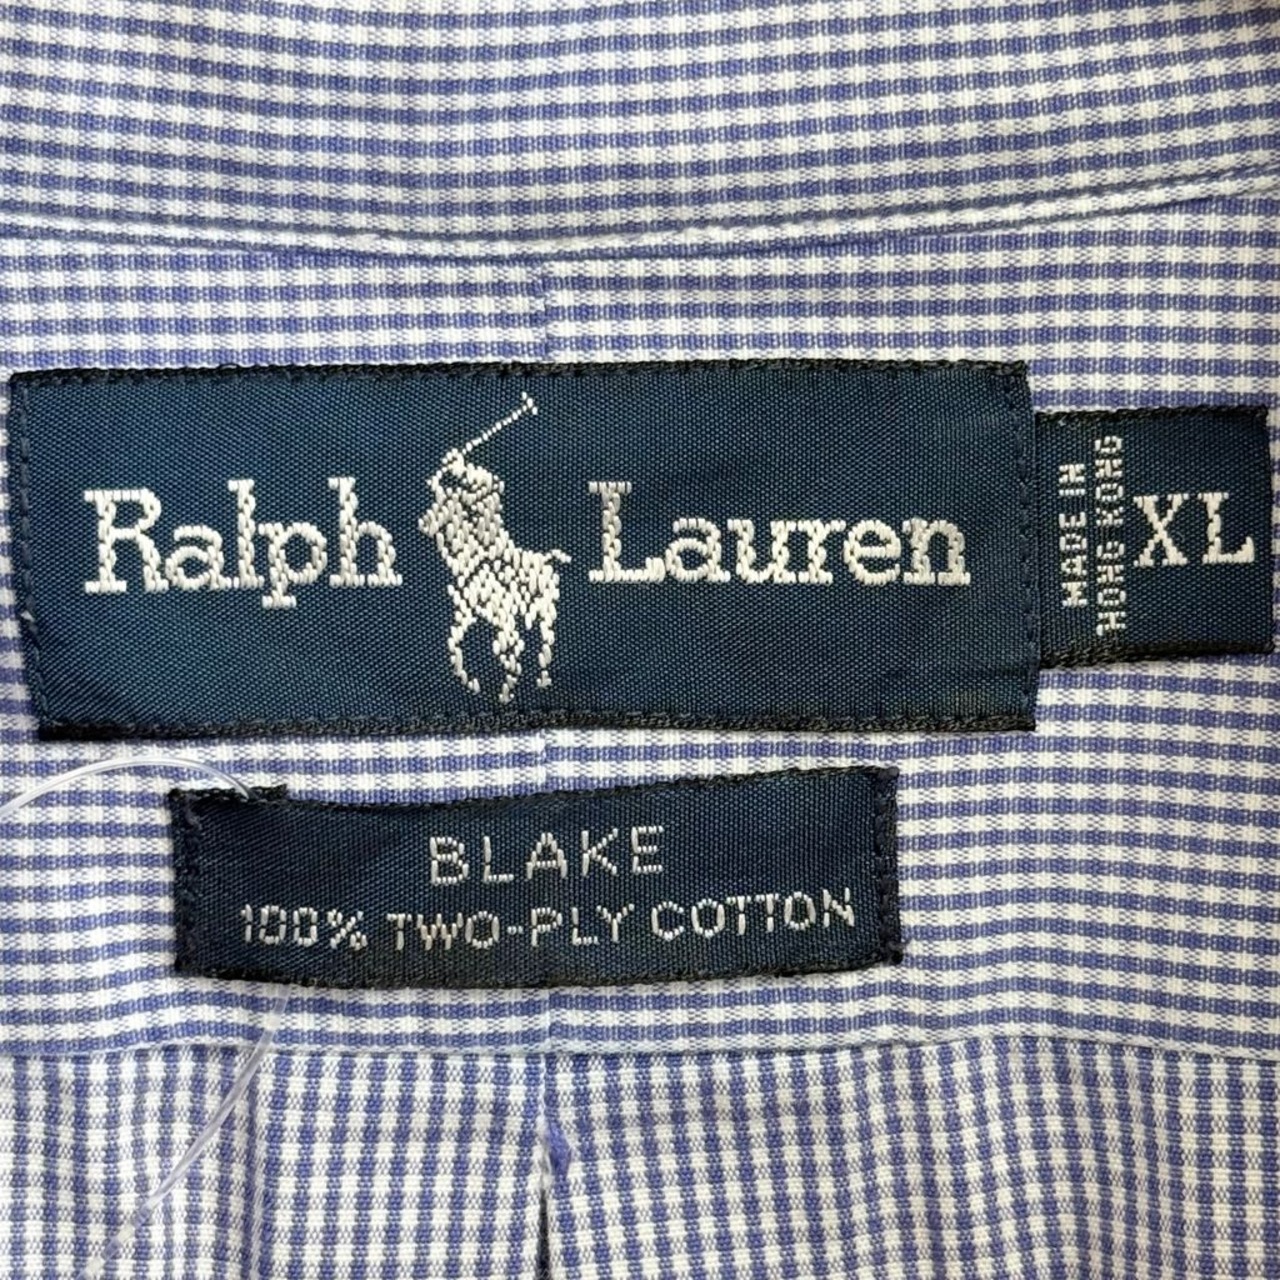 Ralph Lauren
MADE IN
HONG KONG
XL
BLAKE
100% TWO-PLY COTTON